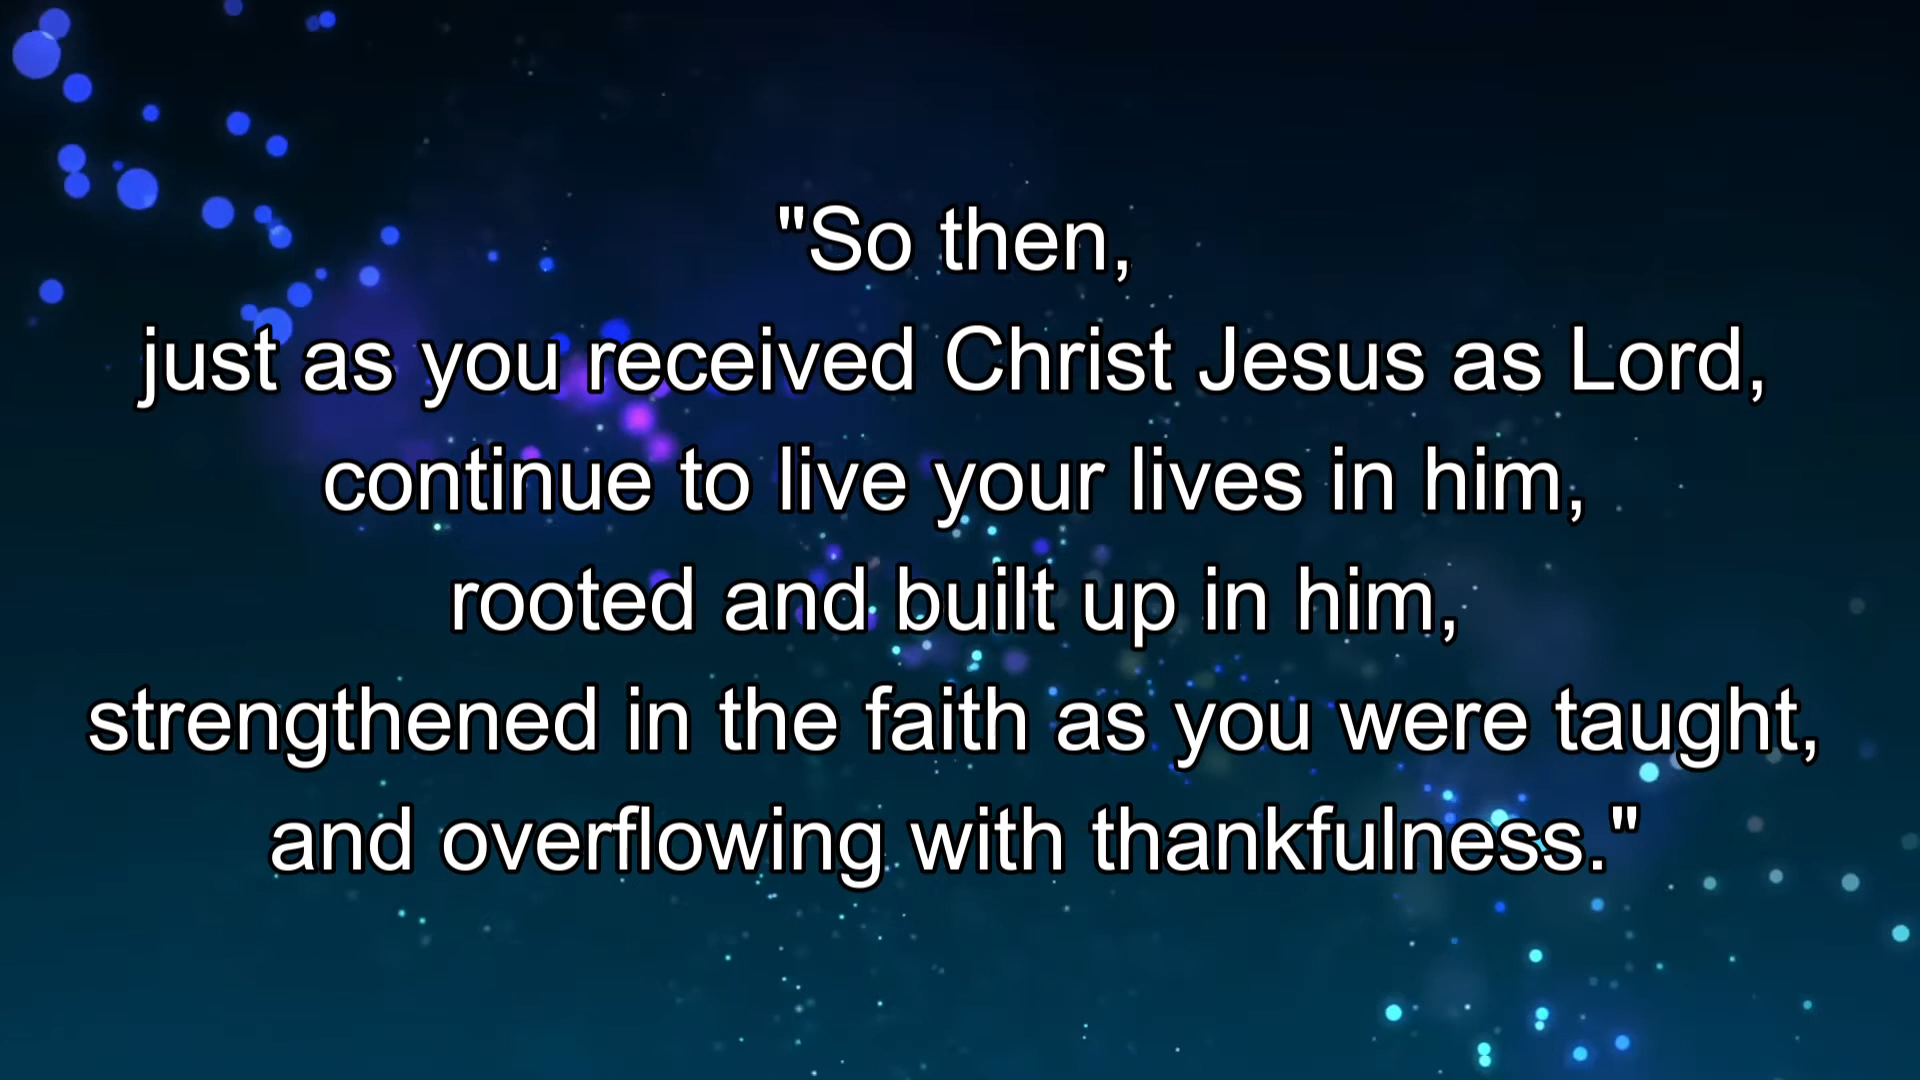 "So then,
just as you received Christ Jesus as Lord,
continue to live your lives in him,
rooted and built up in him,
strengthened in the faith as you were taught,
and overflowing with thankfulness."